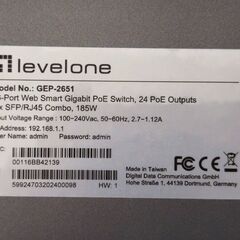 levelone
Model No.: GEP-2651
-Port Web Smart Gigabit PoE Switch, 24 PoE Outputs
x SFP/RJ45 Combo, 185W
put Voltage Range : 100-240Vac, 50-60Hz, 2.7-1.12A
Address: 192.168.1.1
name: admin password: admin
C:
00116BB42139
59924703202400098 HW: 1
Made in Taiwan
Digital Data Communications GmbH
Hohe Straße 1, 44139 Dortmund, Germany